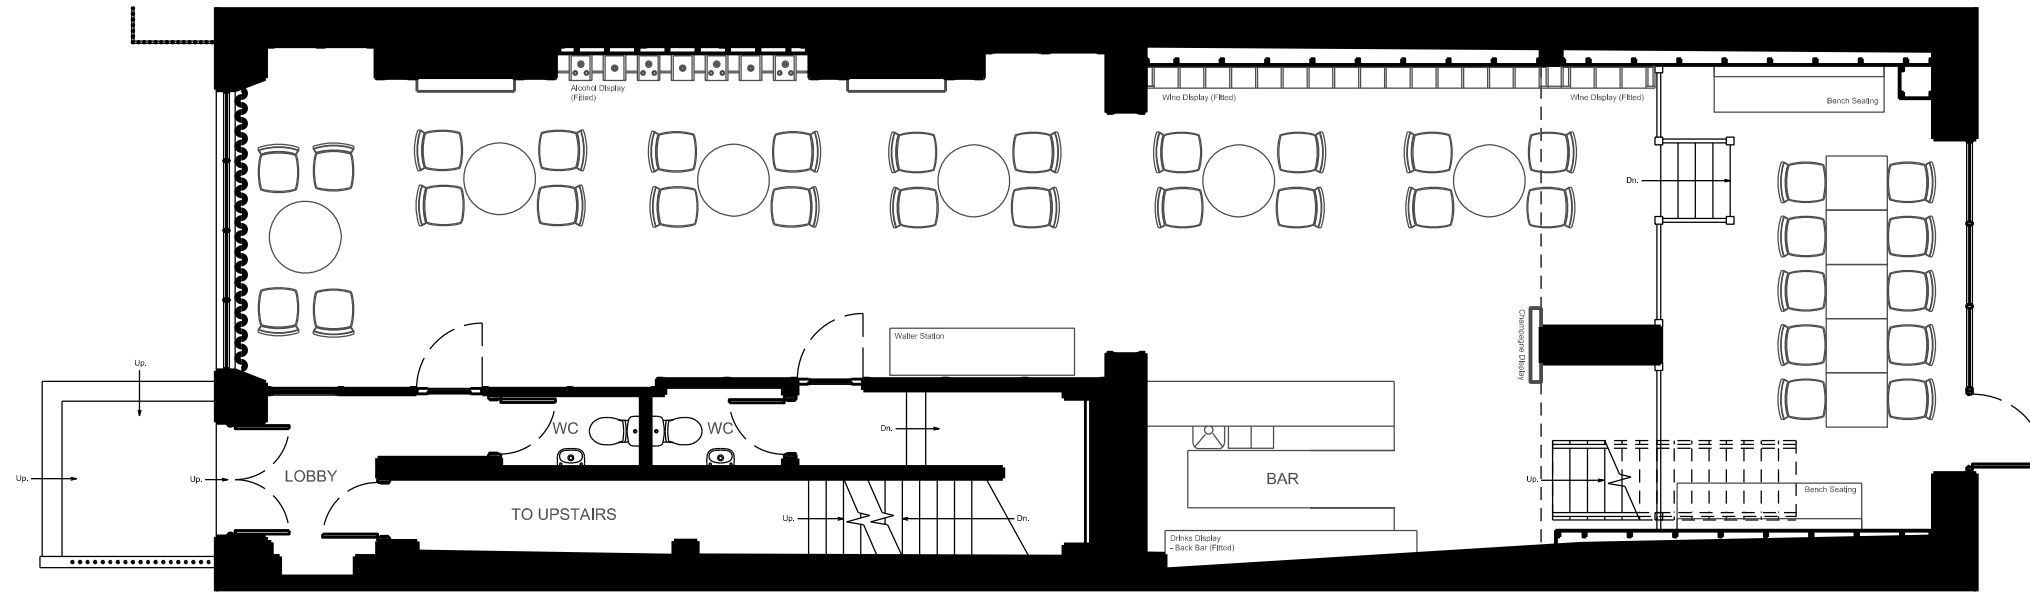 Alcohol Display
(Fitted)
Wine Display (Fitted)
Wine Display (Fitted)
Bench Seating
Dn.
Champagne Display
Waiter Station
Up.
WC
WC
Dn.
LOBBY
Up.
Up.
TO UPSTAIRS
Up.
Dn.
BAR
Up.
Bench Seating
Drinks Display
- Back Bar (Fitted)